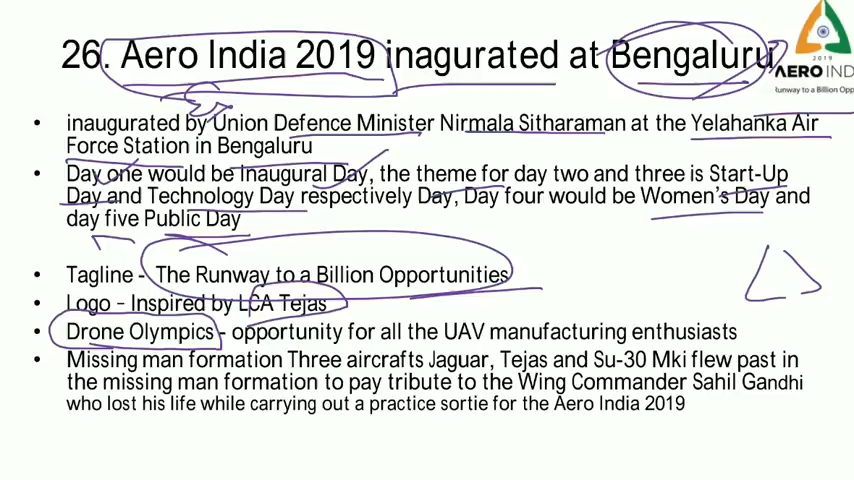 26. Aero India 2019 inagurated at Bengaluru
2019
AERO IND
Runway to a Billion Oppo
• inaugurated by Union Defence Minister Nirmala Sitharaman at the Yelahanka Air
Force Station in Bengaluru
• Day one would be Inaugural Day, the theme for day two and three is Start-Up
Day and Technology Day respectively Day, Day four would be Women's Day and
day five Public Day
• Tagline - The Runway to a Billion Opportunities
• Logo - Inspired by LCA Tejas
• Drone Olympics - opportunity for all the UAV manufacturing enthusiasts
• Missing man formation Three aircrafts Jaguar, Tejas and Su-30 Mki flew past in
the missing man formation to pay tribute to the Wing Commander Sahil Gandhi
who lost his life while carrying out a practice sortie for the Aero India 2019